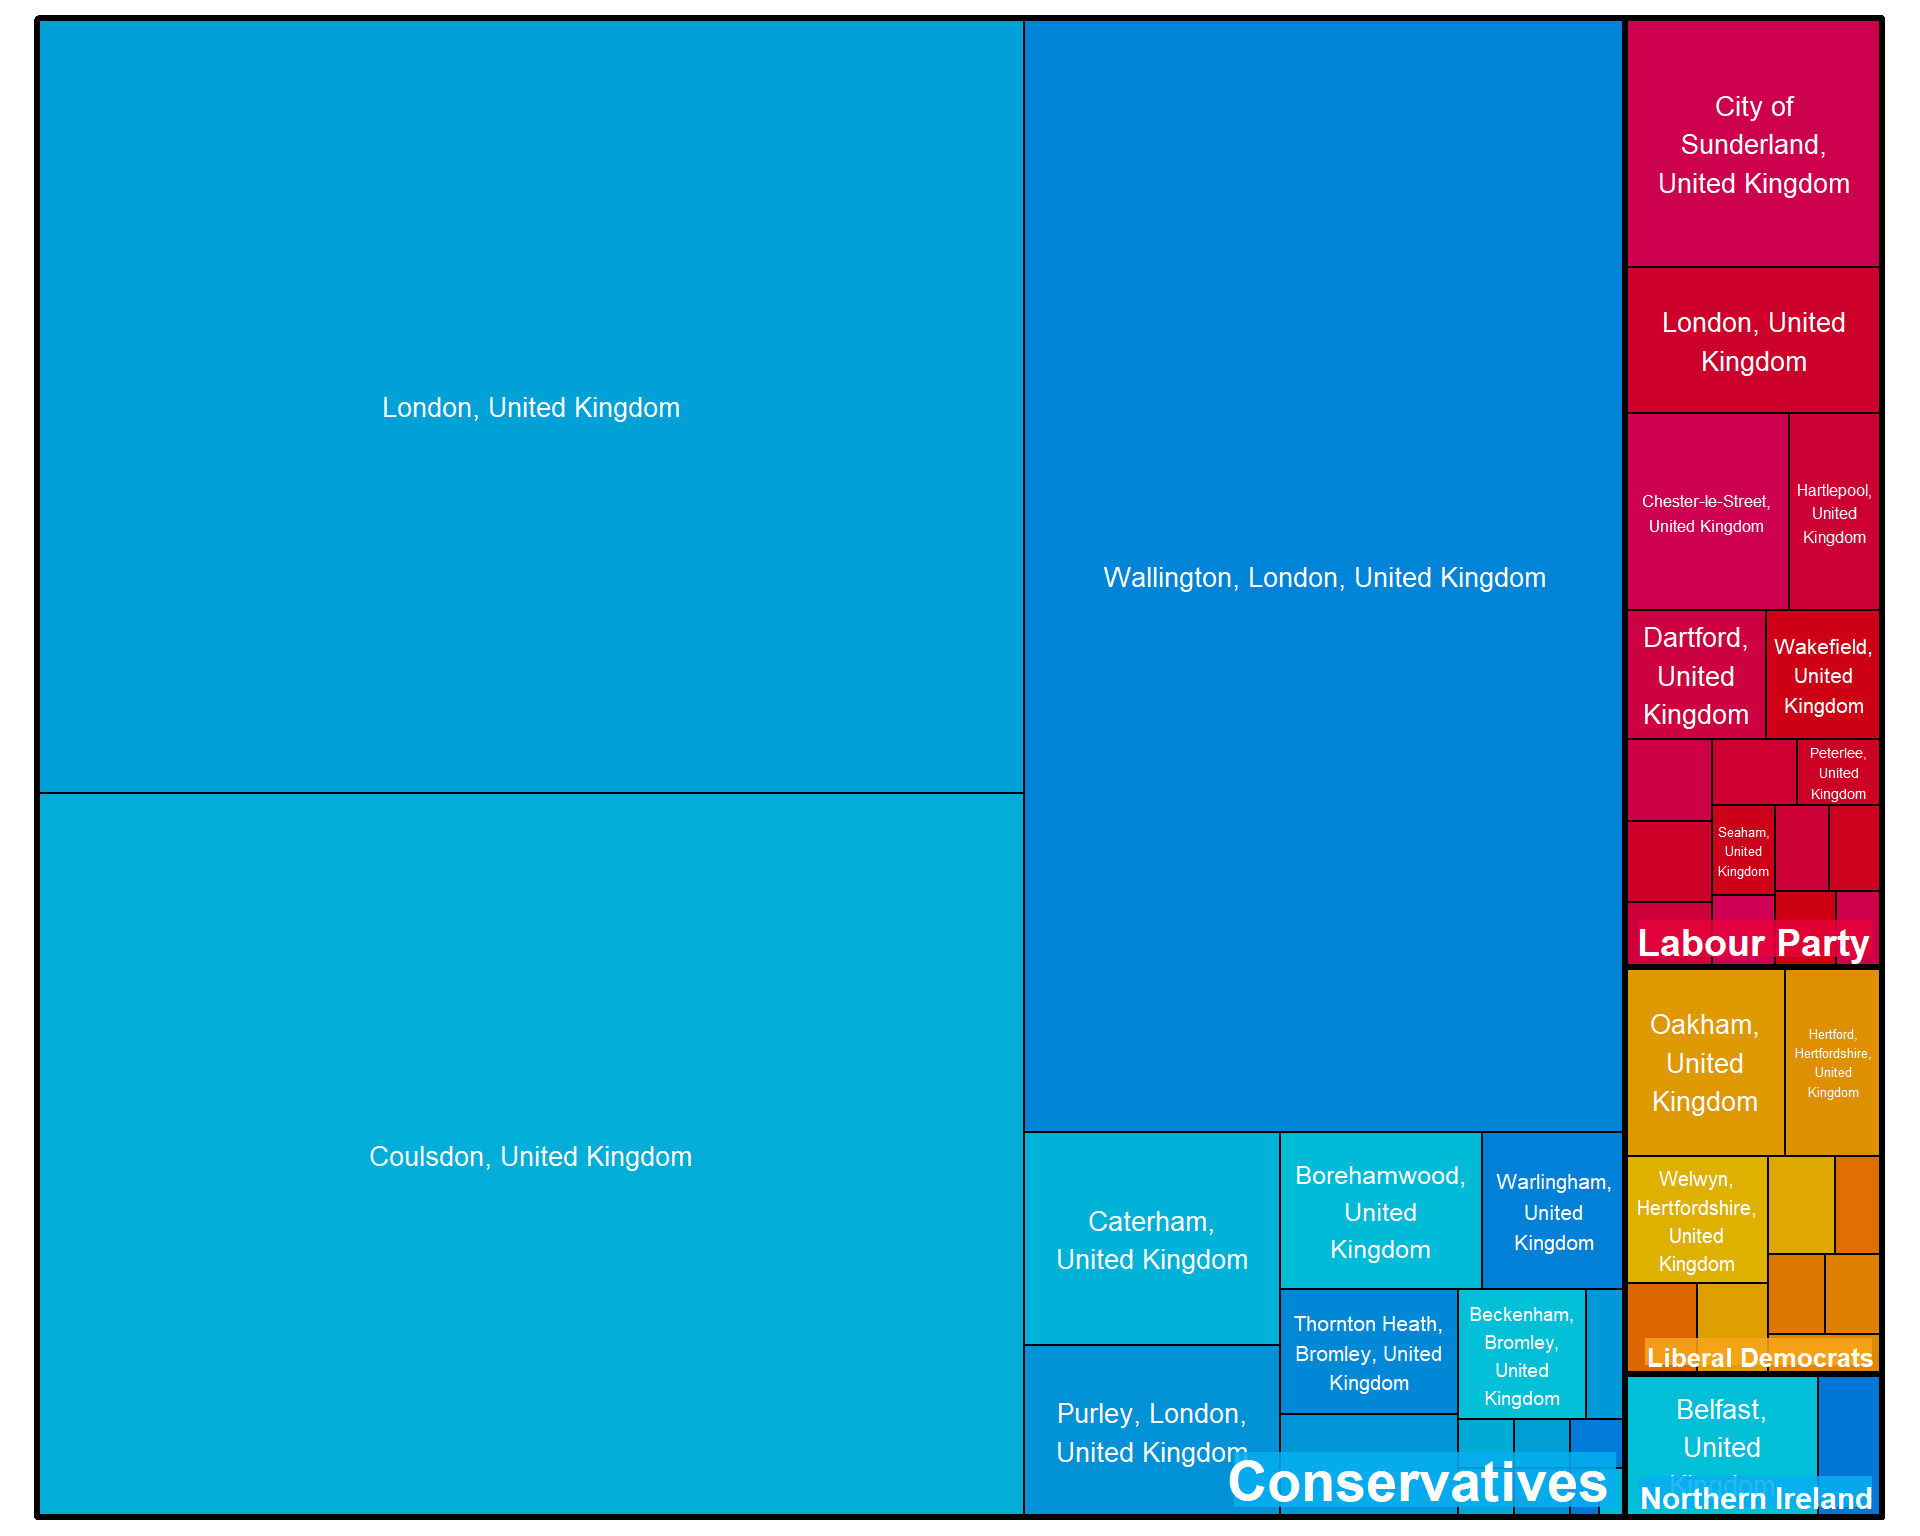 London, United Kingdom
Coulsdon, United Kingdom
Wallington, London, United Kingdom
Caterham,
United Kingdom
Purley, London,
United Kingdom
Borehamwood,
United
Kingdom
Warlingham,
United
Kingdom
Thornton Heath,
Bromley, United
Kingdom
Beckenham,
Bromley,
United
Kingdom
Conservatives
City of
Sunderland,
United Kingdom
London, United
Kingdom
Chester-le-Street,
United Kingdom
Hartlepool,
United
Kingdom
Dartford,
United
Kingdom
Wakefield,
United
Kingdom
Peterlee,
United
Kingdom
Seaham,
United
Kingdom
Labour Party
Oakham,
United
Kingdom
Hertford,
Hertfordshire,
United
Kingdom
Welwyn,
Hertfordshire,
United
Kingdom
Liberal Democrats
Belfast,
United
Kingdom
Northern Ireland